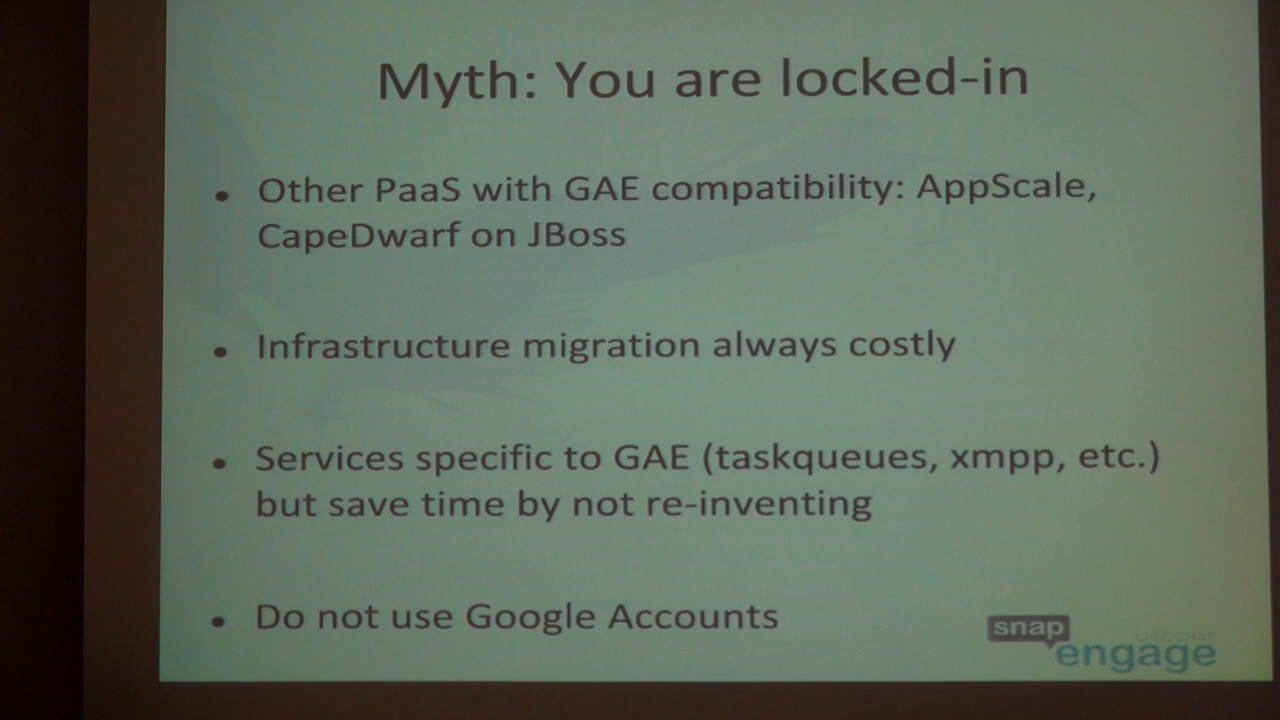 Myth: You are locked-in
• Other PaaS with GAE compatibility: AppScale,
CapeDwarf on JBoss
• Infrastructure migration always costly
• Services specific to GAE (taskqueues, xmpp, etc.)
but save time by not re-inventing
• Do not use Google Accounts
snap
LIVE CHAT
engage